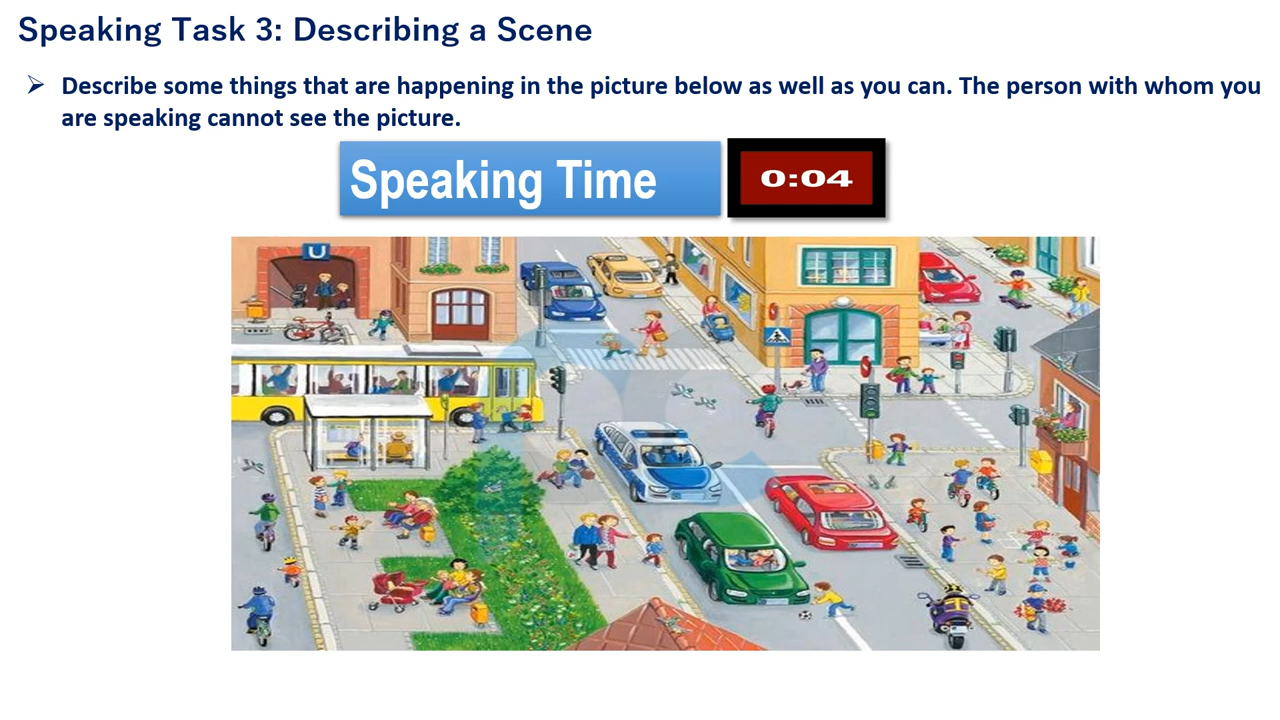 Speaking Task 3: Describing a Scene
Describe some things that are happening in the picture below as well as you can. The person with whom you
are speaking cannot see the picture.
Speaking Time
0:04
U